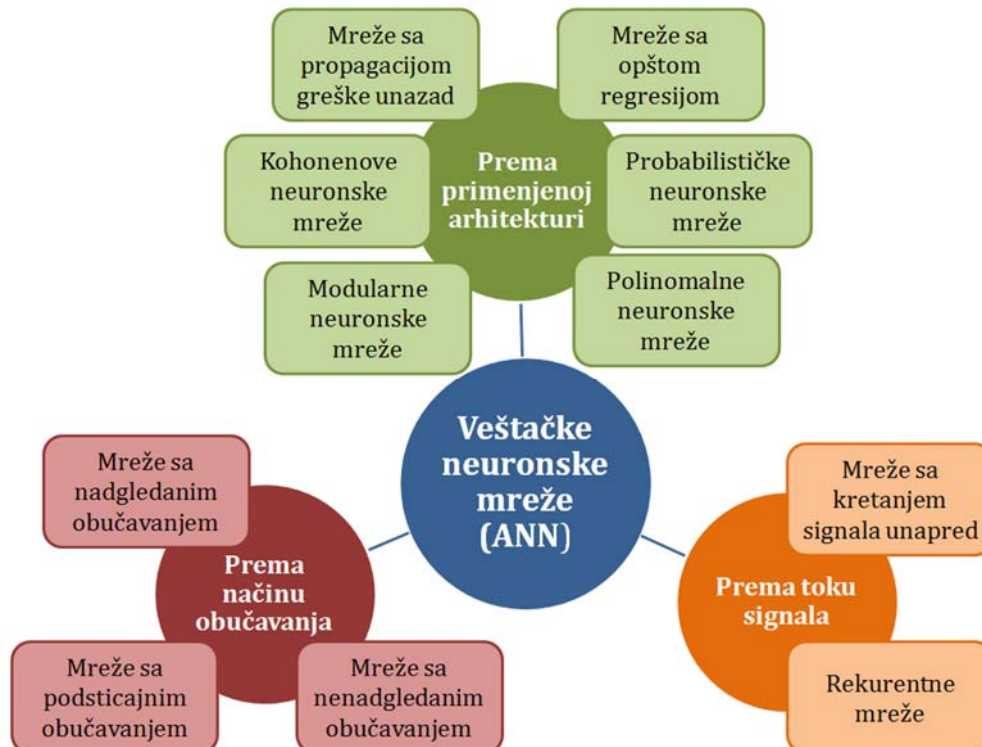 Mreže sa
propagacijom
greške unazad
Mreže sa
opštom
regresijom
Kohonenove
neuronske
mreže
Prema
primenjenoj
arhitekturi
Probabilističke
neuronske
mreže
Modularne
neuronske
mreže
Polinomalne
neuronske
mreže
Veštačke
neuronske
mreže
(ANN)
Mreže sa
nadgledanim
obučavanjem
Prema
načinu
obučavanja
Mreže sa
podsticajnim
obučavanjem
Mreže sa
nenadgledanim
obučavanjem
Mreže sa
kretanjem
signala unapred
Prema toku
signala
Rekurentne
mreže